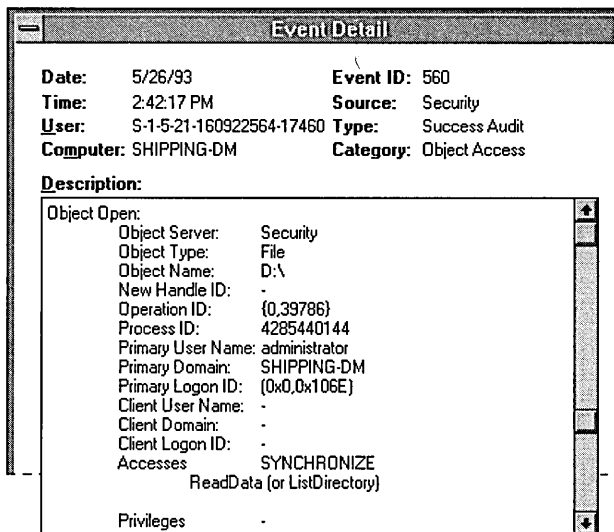 Event Detail
Date: 5/26/93 Event ID: 560
Time: 2:42:17 PM Source: Security
User: S-1-5-21-160922564-17460 Type: Success Audit
Computer: SHIPPING-DM Category: Object Access
Description:
Object Open:
Object Server: Security
Object Type: File
Object Name: D:\
New Handle ID: -
Operation ID: {0,39786}
Process ID: 4285440144
Primary User Name: administrator
Primary Domain: SHIPPING-DM
Primary Logon ID: (0x0,0x106E)
Client User Name: -
Client Domain: -
Client Logon ID: -
Accesses SYNCHRONIZE
ReadData (or ListDirectory)
Privileges -